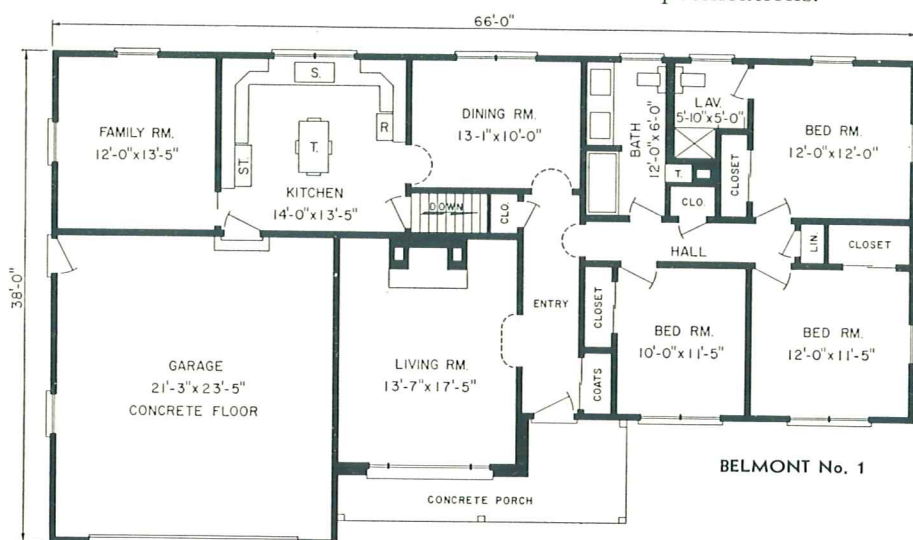 66'-0"
S.
FAMILY RM.
12'-0"x13'-5"
ST.
T.
R
KITCHEN
14'-0"x13'-5"
DINING RM.
13'-1"x10'-0"
BATH
12'-0"x6'-0"
LAV.
5'-10"x5'-0"
BED RM.
12'-0"x12'-0"
CLOSET
T.
CLO.
DOWN
CLO.
HALL
LIN.
CLOSET
38'-0"
ENTRY
CLOSET
BED RM.
10'-0"x11'-5"
BED RM.
12'-0"x11'-5"
GARAGE
21'-3"x23'-5"
CONCRETE FLOOR
LIVING RM.
13'-7"x17'-5"
COATS
BELMONT No. 1
CONCRETE PORCH